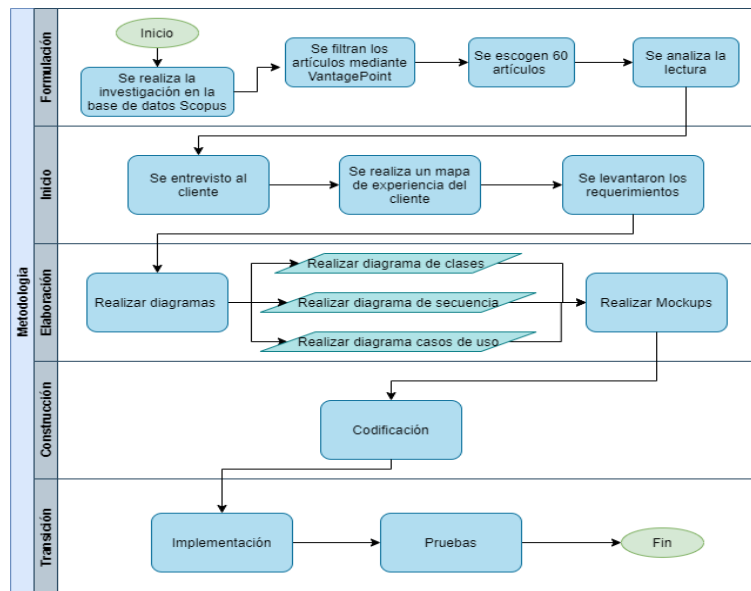 Metodologia
Formulación
Inicio
Se realiza la
investigación en la
base de datos Scopus
Se filtran los
artículos mediante
VantagePoint
Se escogen 60
artículos
Se analiza la
lectura
Inicio
Se entrevisto al
cliente
Se realiza un mapa
de experiencia del
cliente
Se levantaron los
requerimientos
Elaboración
Realizar diagramas
Realizar diagrama de clases
Realizar diagrama de secuencia
Realizar diagrama casos de uso
Realizar Mockups
Construcción
Codificación
Transición
Implementación
Pruebas
Fin